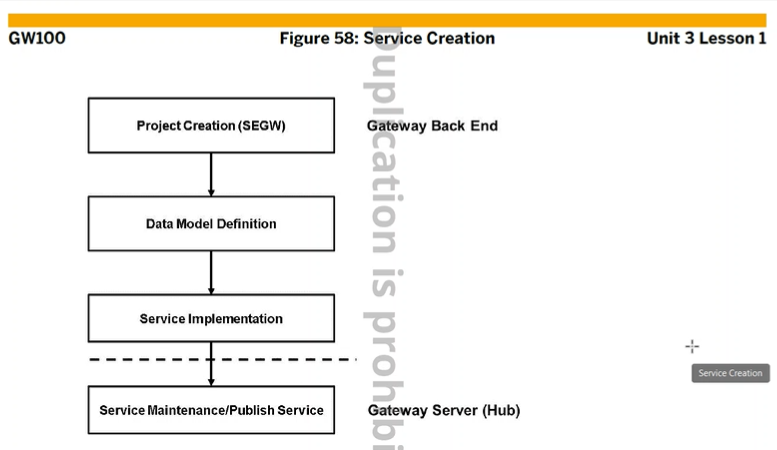 GW100 Figure 58: Service Creation Unit 3 Lesson 1
Project Creation (SEGW) Gateway Back End
Data Model Definition
Service Implementation
Service Creation
Service Maintenance/Publish Service Gateway Server (Hub)
Duplication is prohibi